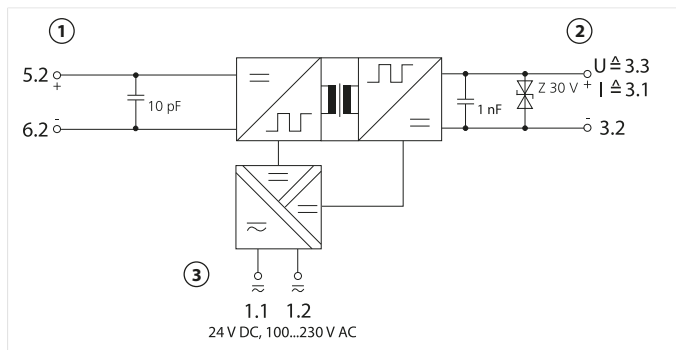 1
2
5.2
+
10 pF
6.2
-
1 nF
Z 30 V
U ≙ 3.3
+
I ≙ 3.1
-
3.2
3
1.1 1.2
24 V DC, 100...230 V AC